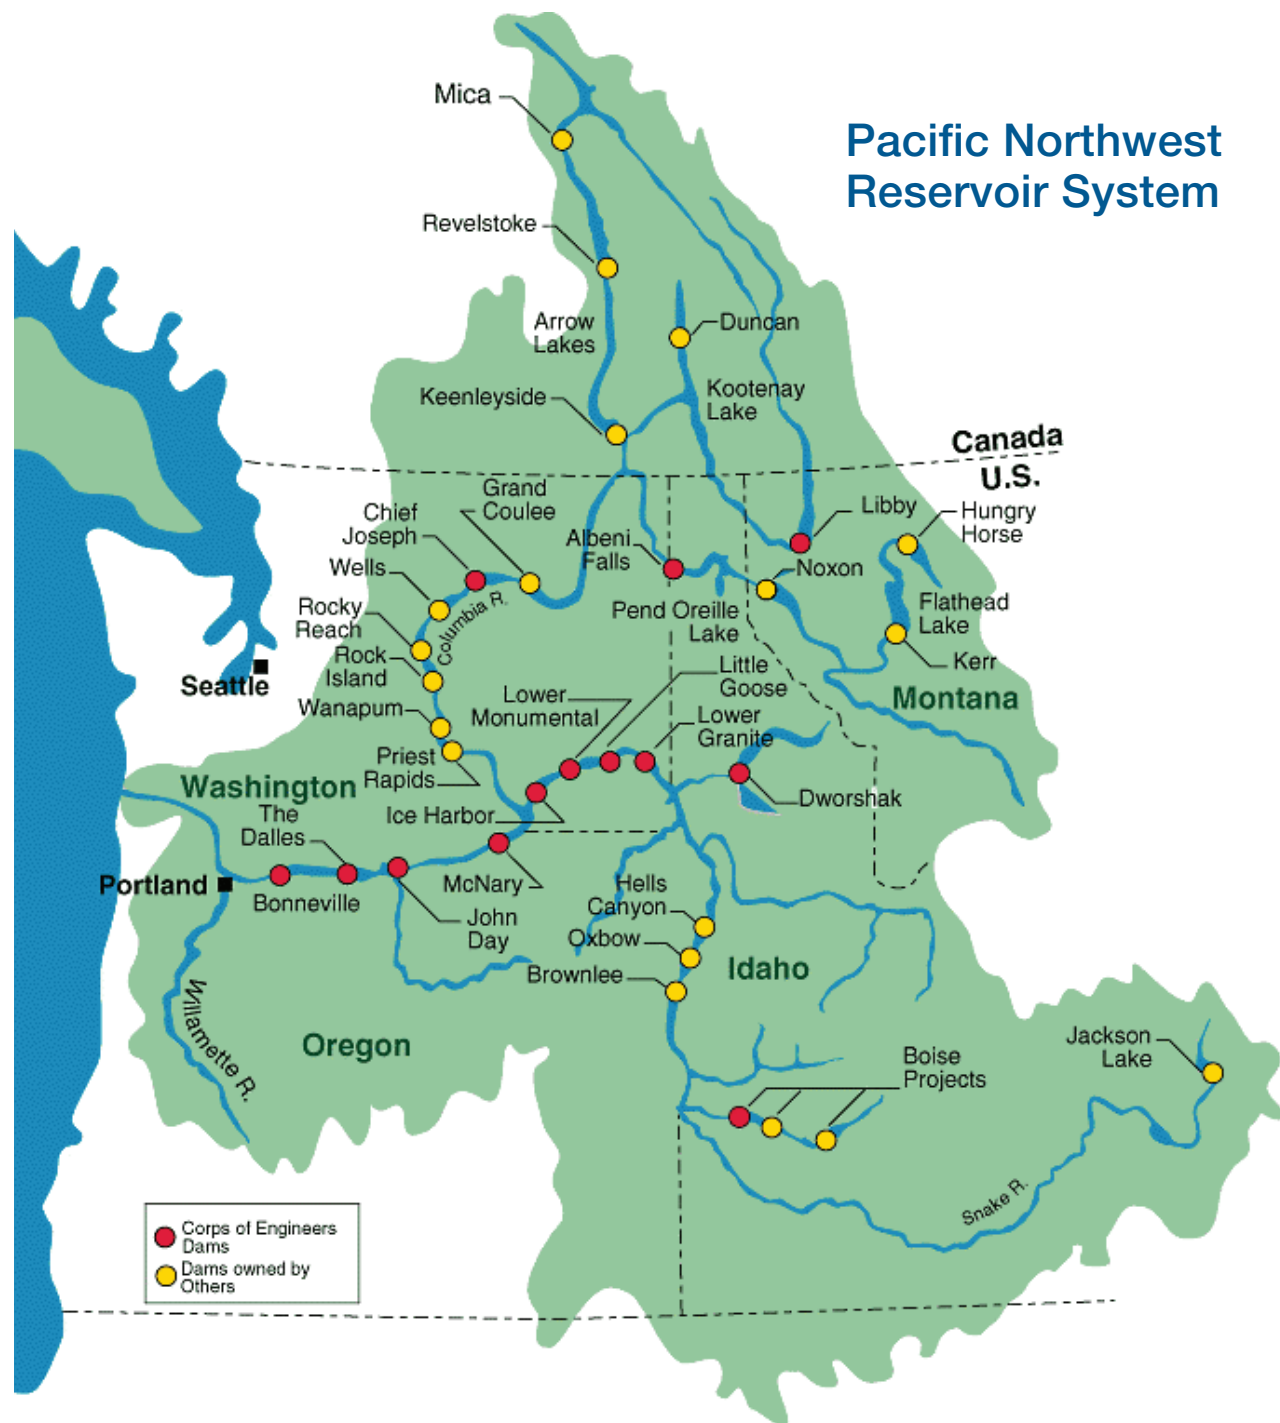 Pacific Northwest
Reservoir System
Mica
Revelstoke
Arrow
Lakes
Duncan
Keenleyside
Kootenay
Lake
Canada
U.S.
Grand
Coulee
Chief
Joseph
Libby
Hungry
Horse
Albeni
Falls
Wells
Noxon
Rocky
Reach
Columbia R.
Pend Oreille
Lake
Flathead
Lake
Rock
Island
Kerr
Seattle
Little
Goose
Lower
Monumental
Montana
Wanapum
Lower
Granite
Priest
Rapids
Washington
Ice Harbor
Dworshak
The
Dalles
Portland
Bonneville
McNary
Hells
Canyon
John
Day
Oxbow
Brownlee
Idaho
Willamette R.
Oregon
Boise
Projects
Jackson
Lake
Snake R.
Corps of Engineers
Dams
Dams owned by
Others